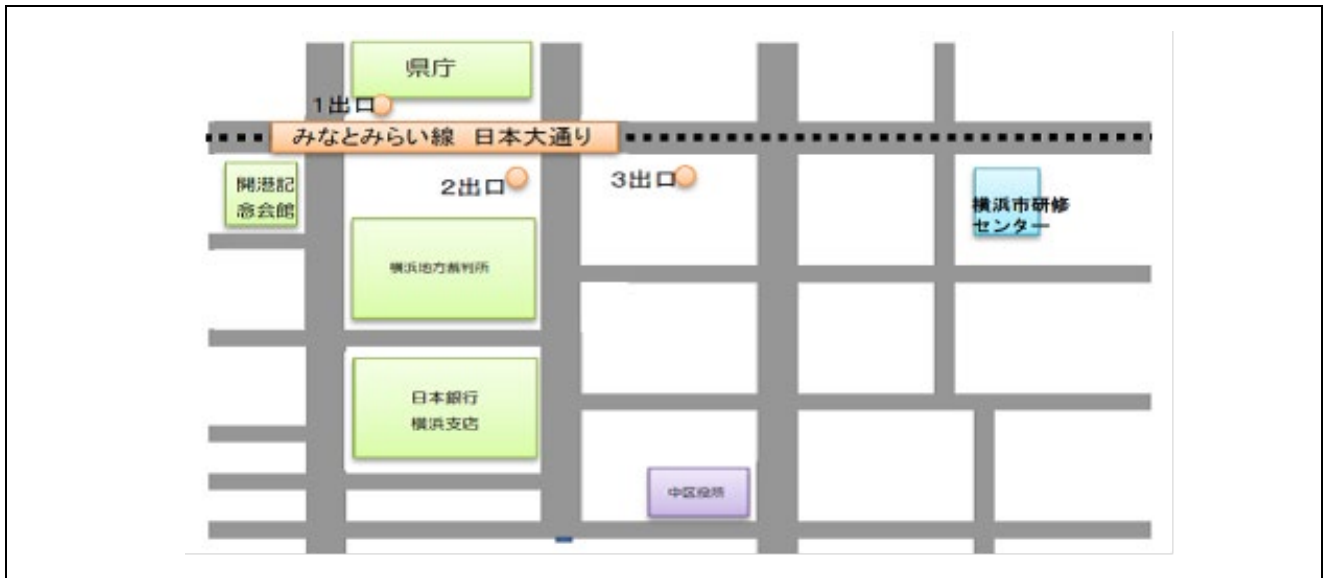 県庁
1出口
みなとみらい線 日本大通り
開港記
念会館
2出口
3出口
横浜市研修
センター
横浜地方裁判所
日本銀行
横浜支店
中区役所